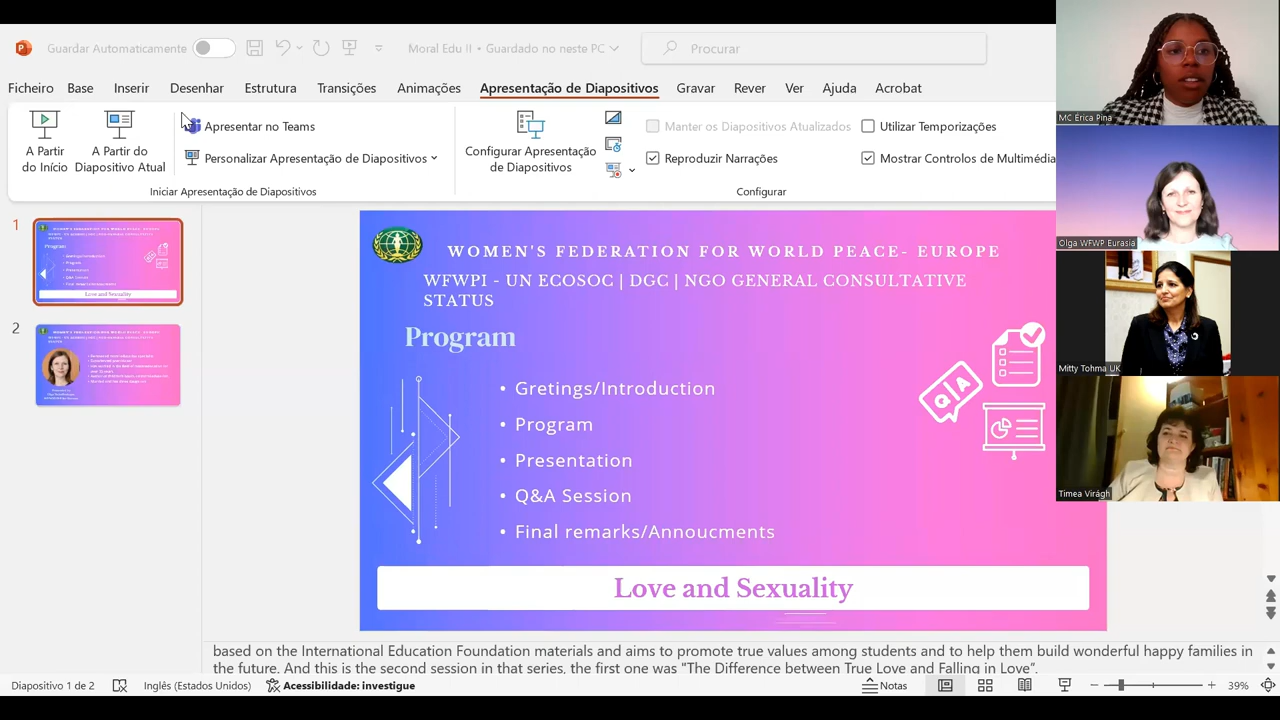 Guardar Automaticamente
Moral Edu II • Guardado no neste PC
Procurar
Ficheiro Base Inserir Desenhar Estrutura Transições Animações Apresentação de Diapositivos Gravar Rever Ver Ajuda Acrobat
A Partir do Início
A Partir do Diapositivo Atual
Apresentar no Teams
Personalizar Apresentação de Diapositivos
Iniciar Apresentação de Diapositivos
Configurar Apresentação de Diapositivos
Manter os Diapositivos Atualizados
Reproduzir Narrações
Utilizar Temporizações
Mostrar Controlos de Multimédia
Configurar
MC Érica Pina
Olga WFWP Eurasia
Mitty Tohma UK
Timea Virágh
1
Program
Love and Sexuality
2
WOMEN'S FEDERATION FOR WORLD PEACE- EUROPE
WFWPI - UN ECOSOC | DGC | NGO GENERAL CONSULTATIVE
STATUS
Program
• Gretings/Introduction
• Program
• Presentation
• Q&A Session
• Final remarks/Annoucments
Q A
Love and Sexuality
based on the International Education Foundation materials and aims to promote true values among students and to help them build wonderful happy families in
the future. And this is the second session in that series, the first one was "The Difference between True Love and Falling in Love".
Diapositivo 1 de 2
Inglês (Estados Unidos)
Acessibilidade: investigue
Notas
39%